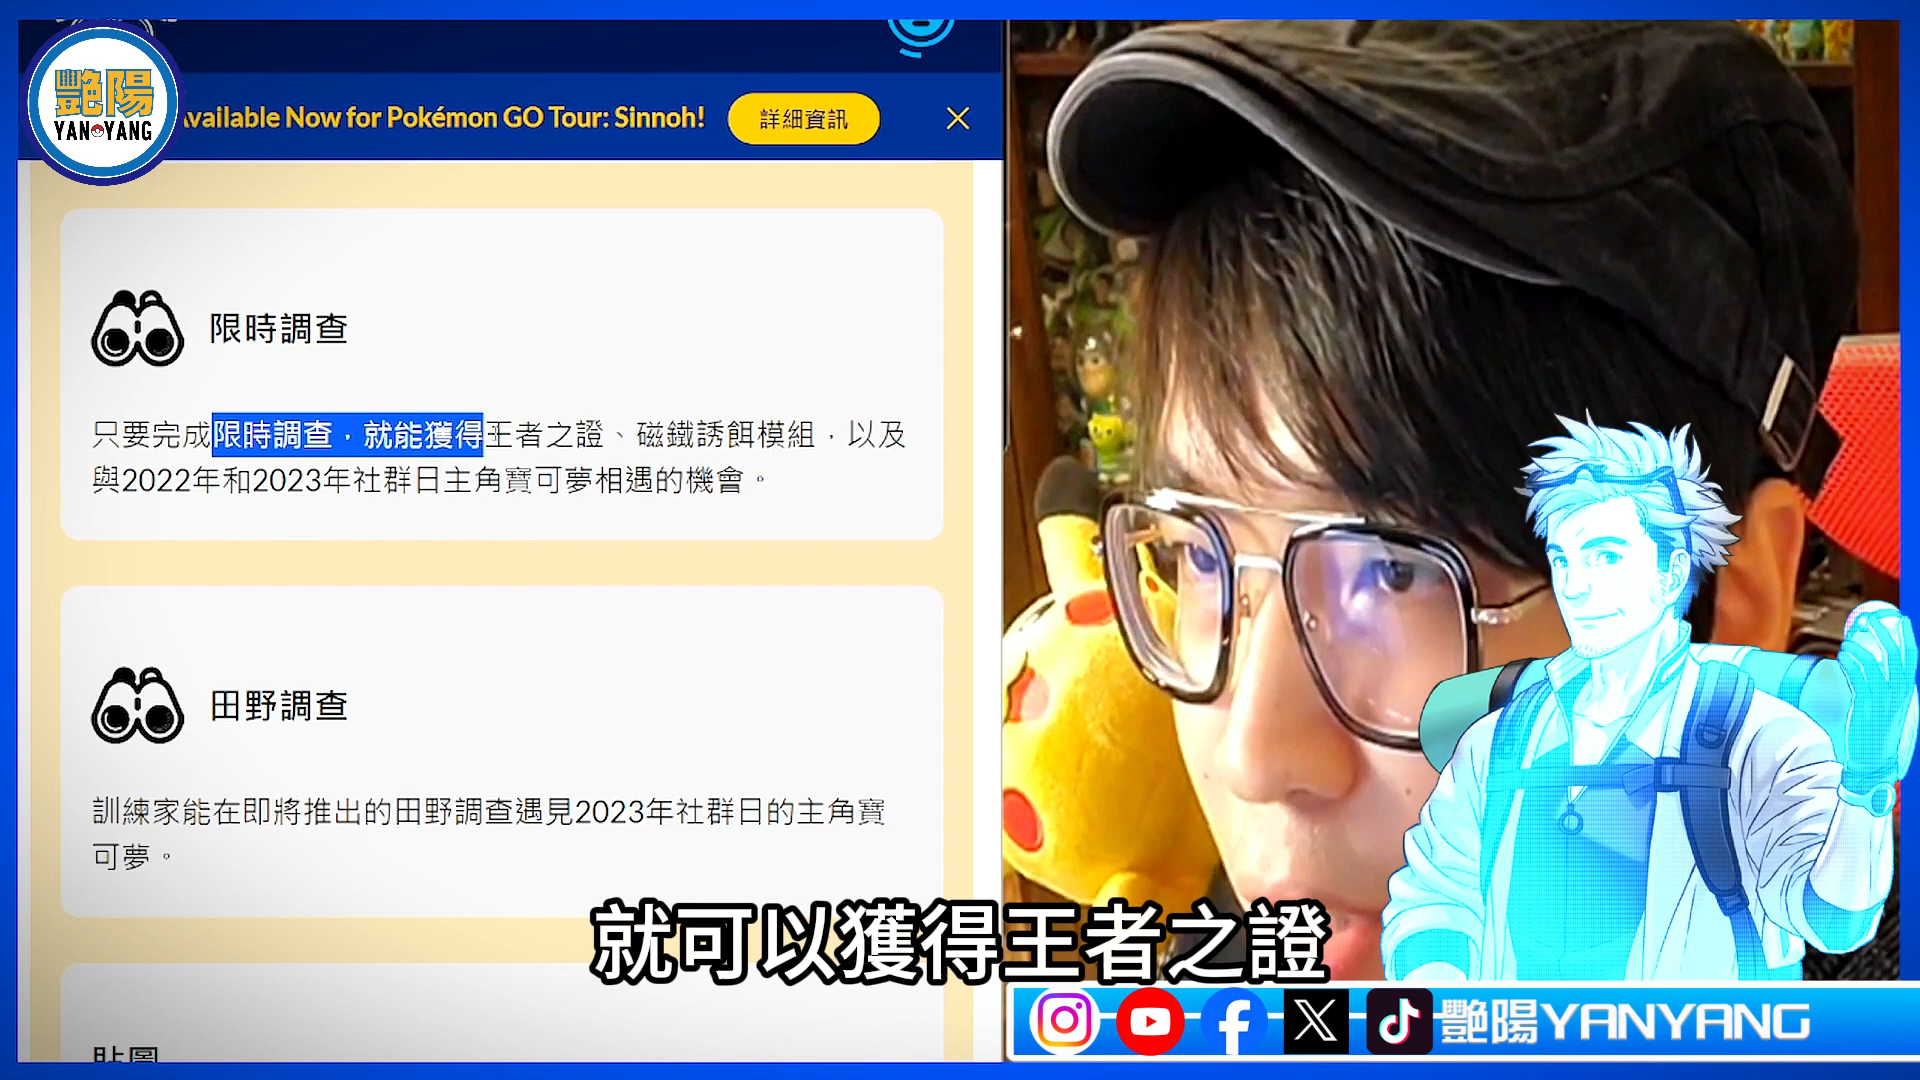 艷陽
YANYANG
vailable Now for Pokémon GO Tour: Sinnoh!
詳細資訊
限時調查
只要完成限時調查，就能獲得王者之證、磁鐵誘餌模組，以及
與2022年和2023年社群日主角寶可夢相遇的機會。
田野調查
訓練家能在即將推出的田野調查遇見2023年社群日的主角寶
可夢。
貼圖
就可以獲得王者之證
艷陽YANYANG